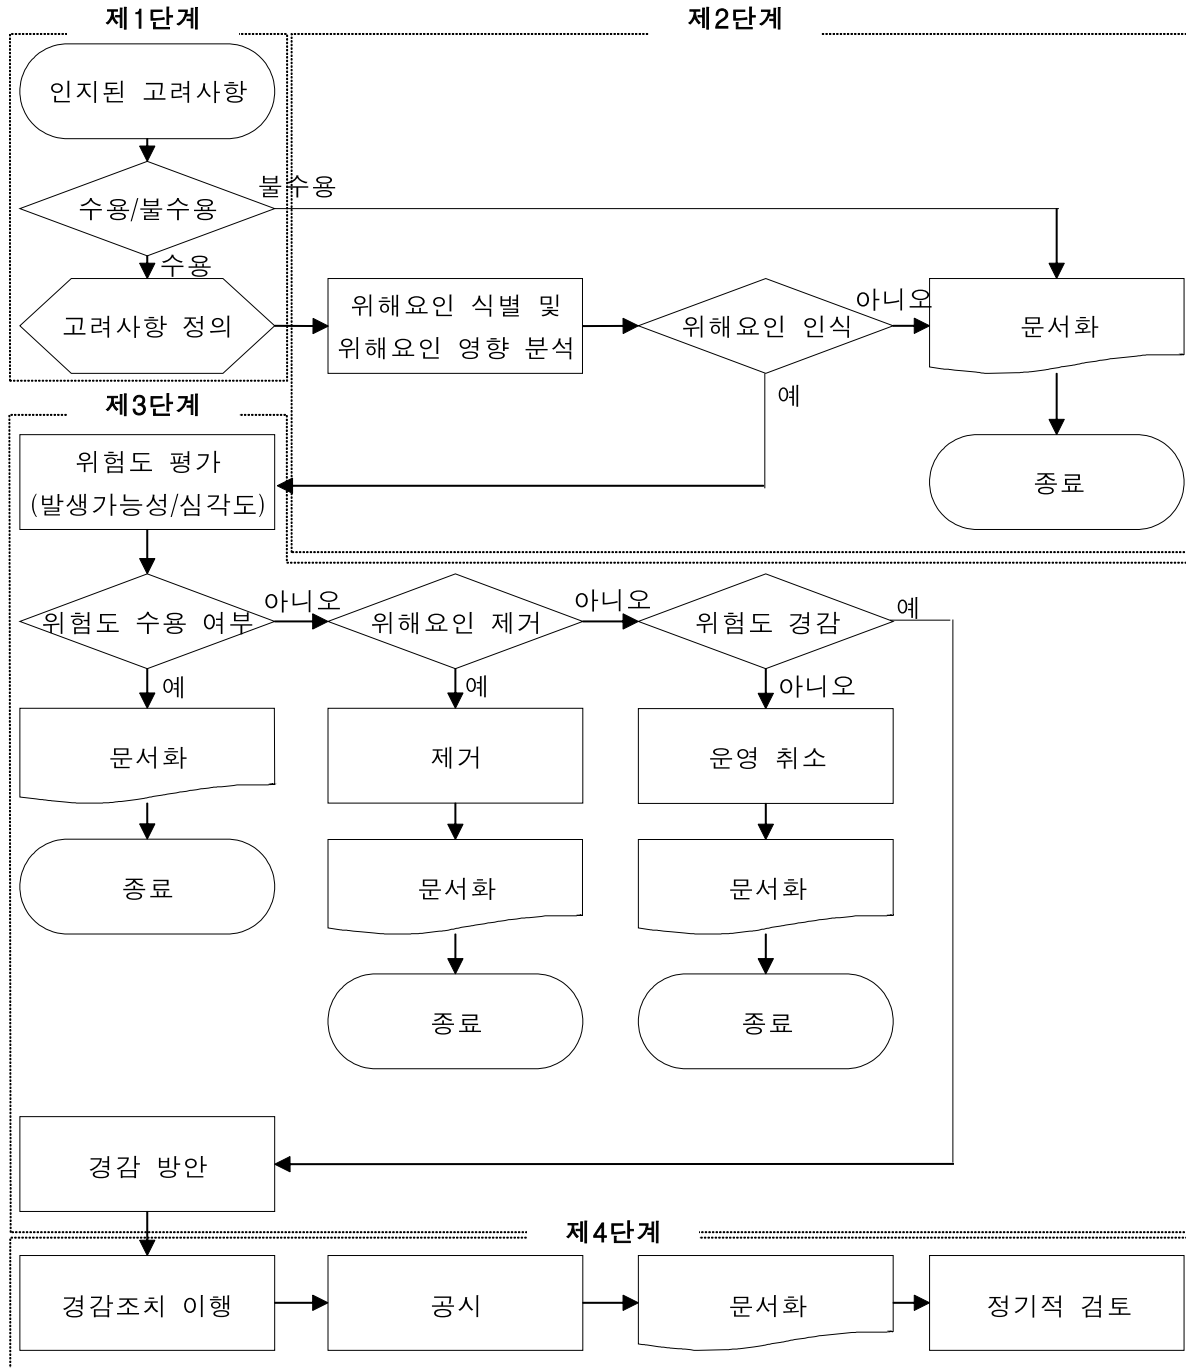 제1단계
제2단계
인지된 고려사항
불수용
수용/불수용
수용
고려사항 정의
위해요인 식별 및
위해요인 영향 분석
위해요인 인식
아니오
문서화
예
종료
제3단계
위험도 평가
(발생가능성/심각도)
위험도 수용 여부
아니오
위해요인 제거
아니오
위험도 경감
예
예
예
아니오
문서화
제거
운영 취소
종료
문서화
문서화
종료
종료
경감 방안
제4단계
경감조치 이행
공시
문서화
정기적 검토